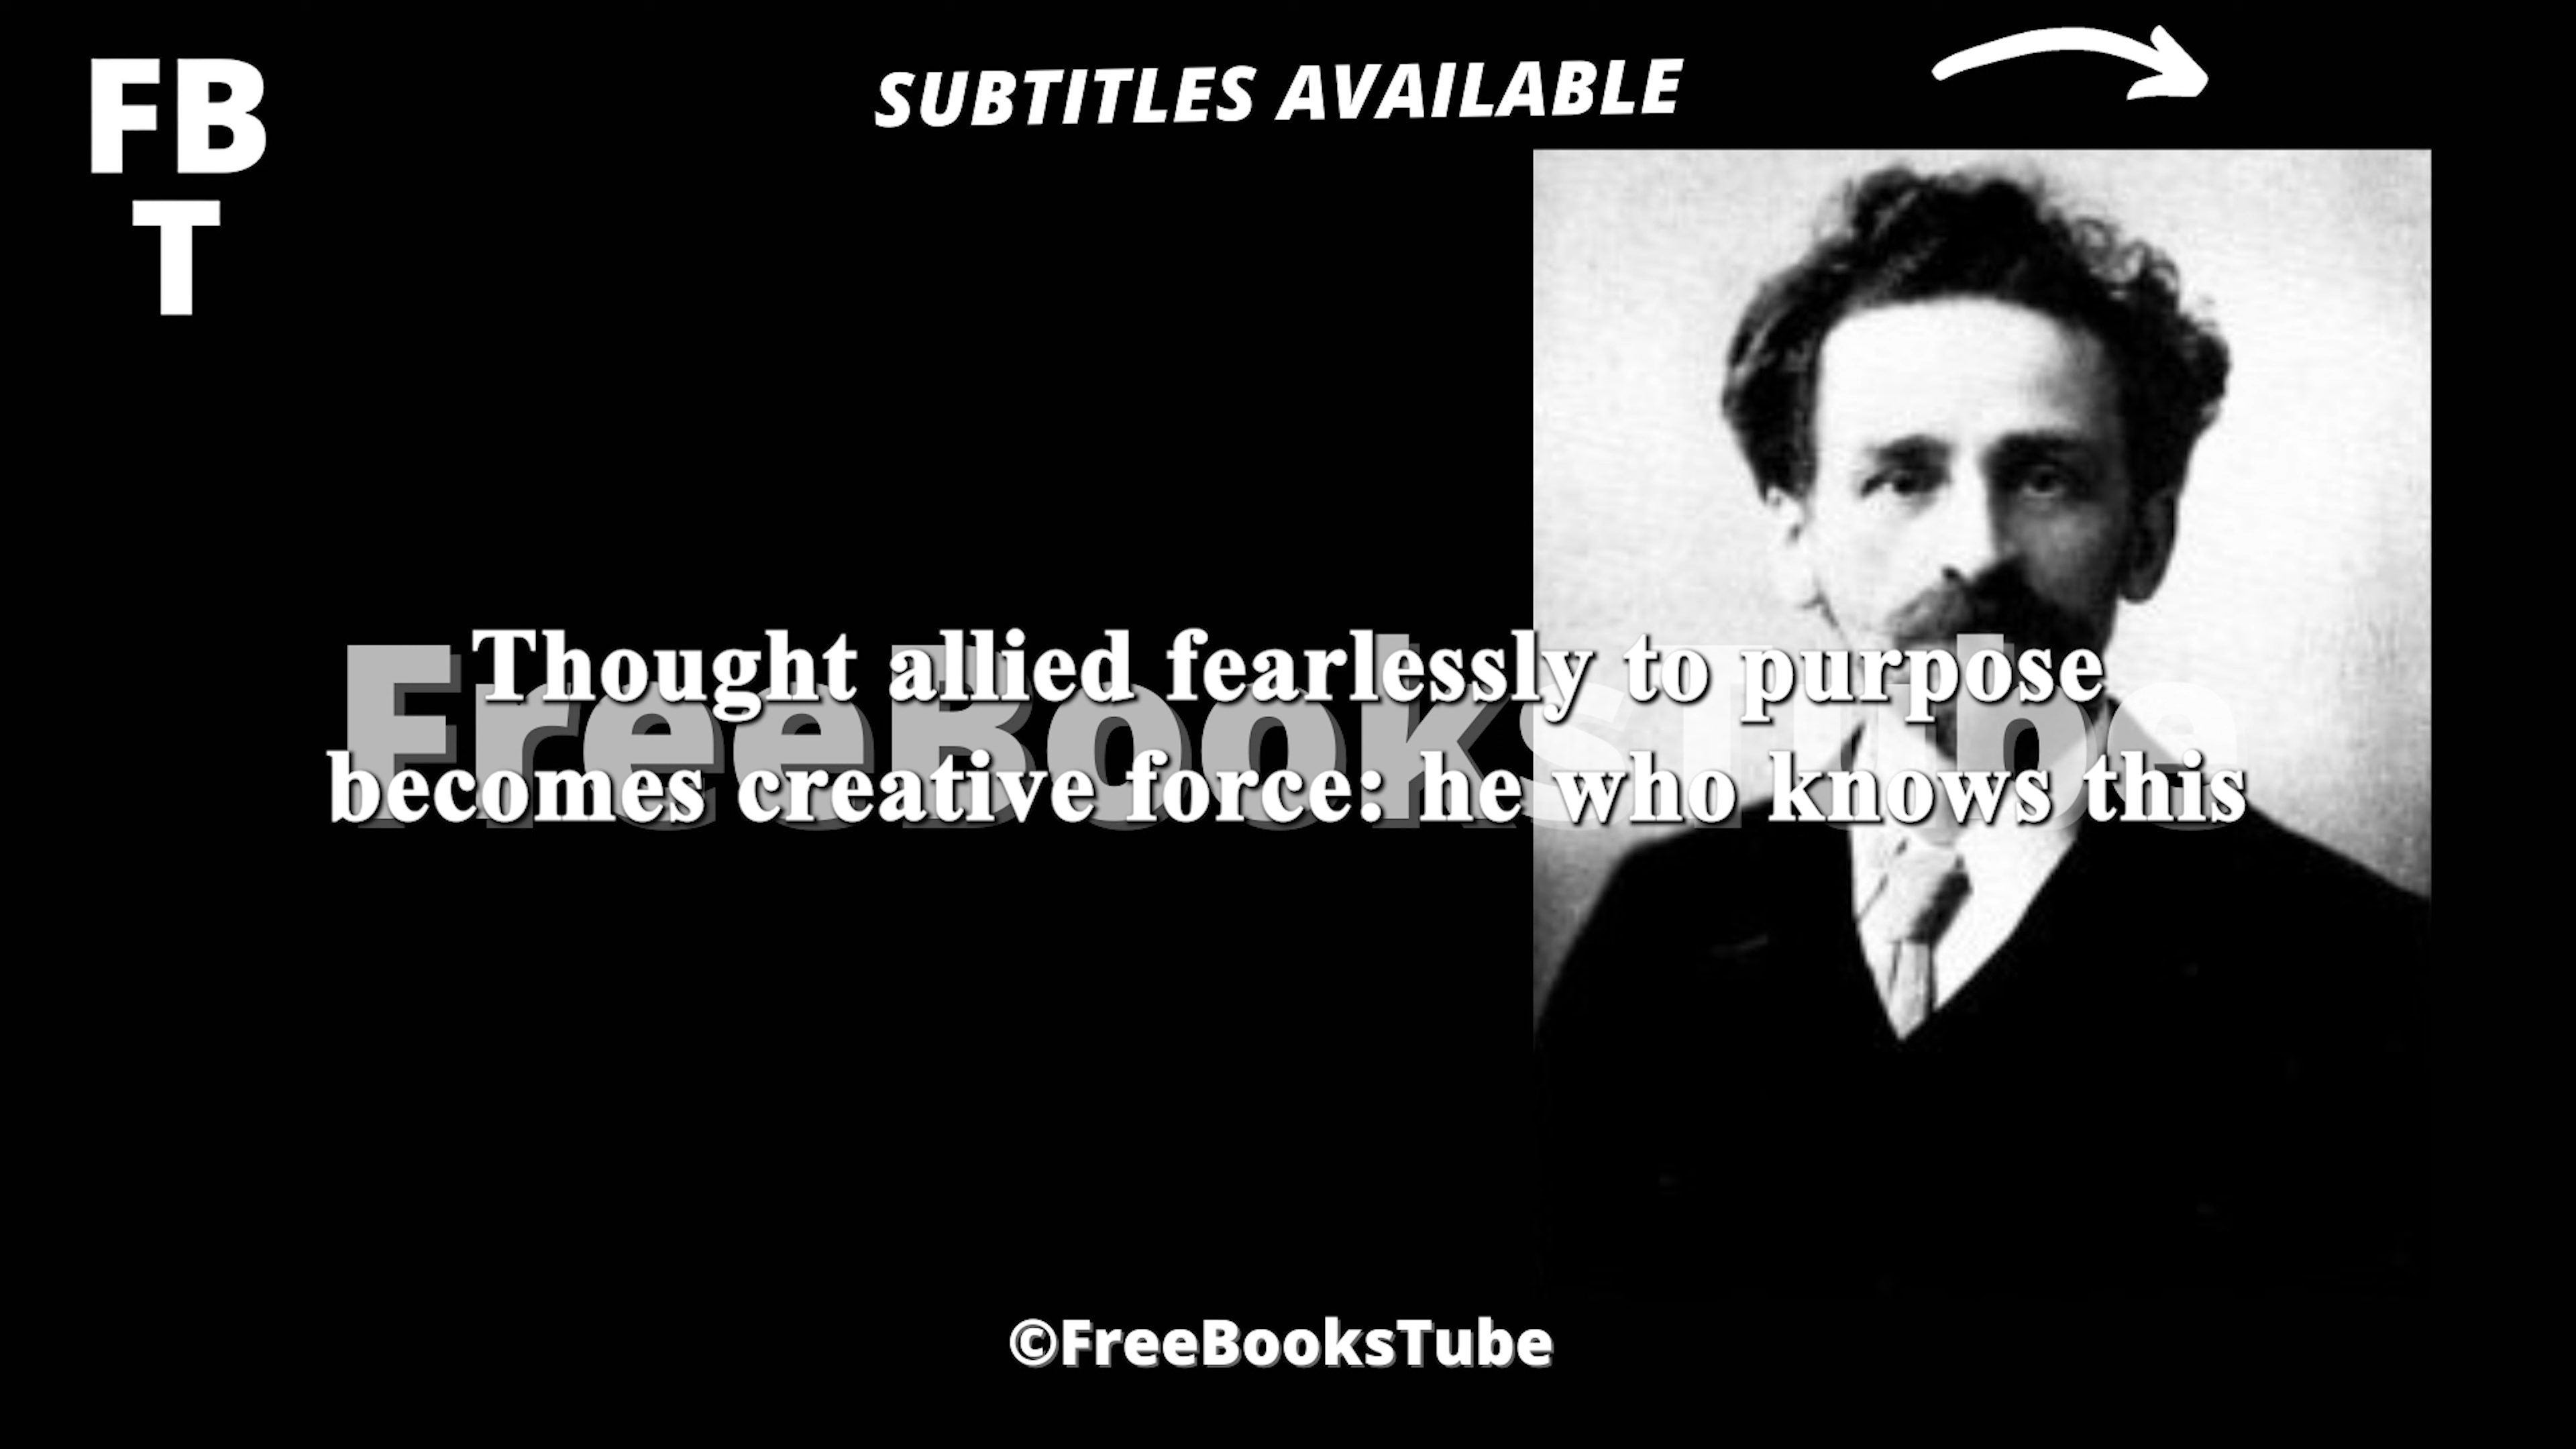 FB
T
SUBTITLES AVAILABLE
FreeBooksTube
Thought allied fearlessly to purpose
becomes creative force: he who knows this
©FreeBooksTube